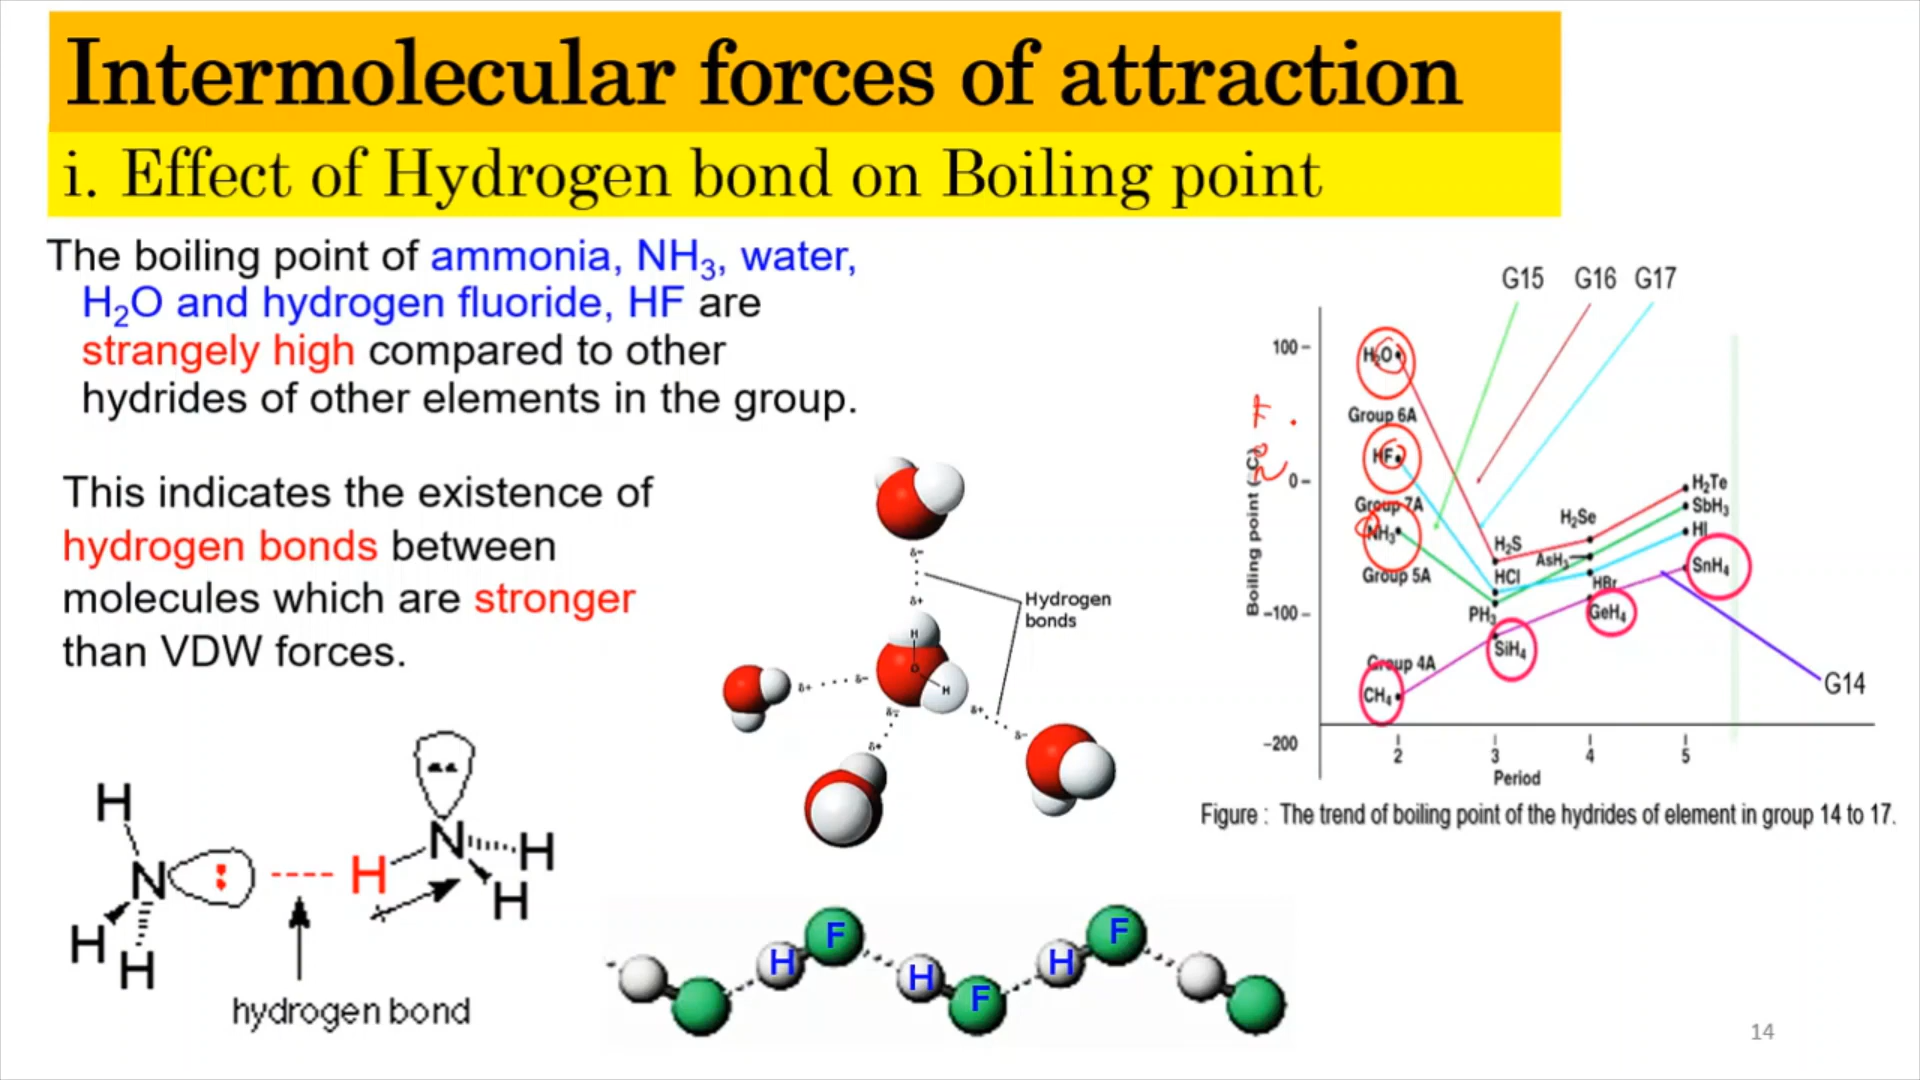 Intermolecular forces of attraction
i. Effect of Hydrogen bond on Boiling point
The boiling point of ammonia, NH₃, water,
H₂O and hydrogen fluoride, HF are
strangely high compared to other
hydrides of other elements in the group.
This indicates the existence of
hydrogen bonds between
molecules which are stronger
than VDW forces.
H
N
H
H
H
N
H
H
hydrogen bond
δ−
δ+
Hydrogen
bonds
H
O
H
δ+
δ−
δ+
δ−
δ−
δ+
H
F
H
F
H
F
G15
G16
G17
100
0
−100
−200
Boiling point (°C)
H₂O
Group 6A
HF
Group 7A
NH₃
Group 5A
Group 4A
CH₄
H₂S
HCl
PH₃
SiH₄
H₂Se
AsH₃
HBr
GeH₄
H₂Te
SbH₃
HI
SnH₄
G14
2
3
4
5
Period
Figure : The trend of boiling point of the hydrides of element in group 14 to 17.
14